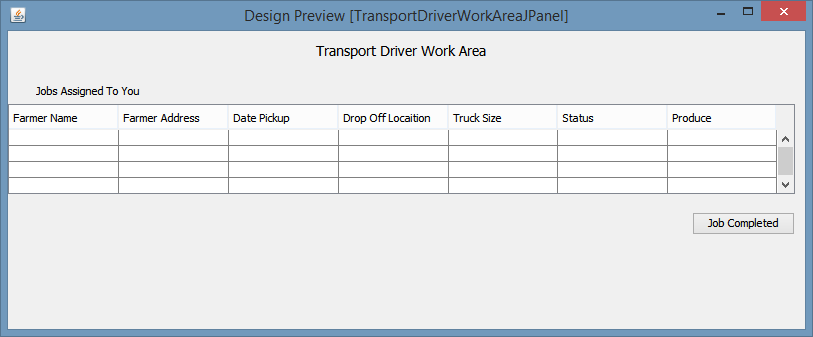 Design Preview [TransportDriverWorkAreaJPanel]
Transport Driver Work Area
Jobs Assigned To You
Farmer Name Farmer Address Date Pickup Drop Off Locaition Truck Size Status Produce
Job Completed